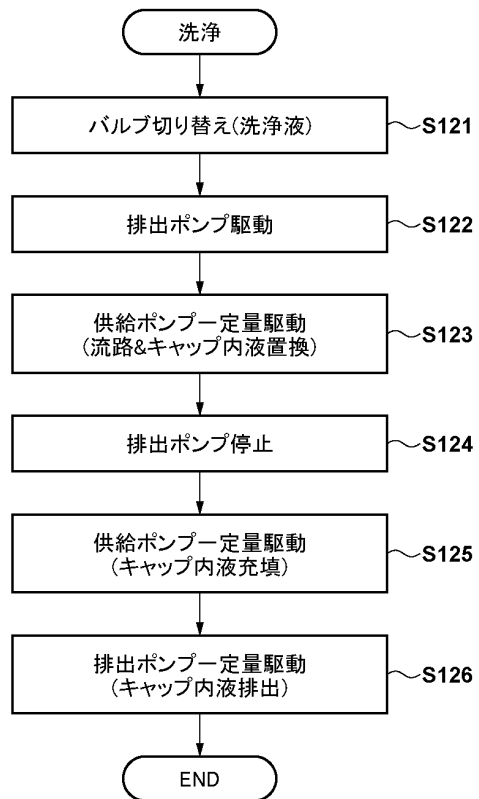 洗浄
バルブ切り替え(洗浄液)
S121
排出ポンプ駆動
S122
供給ポンプ一定量駆動
(流路&キャップ内液置換)
S123
排出ポンプ停止
S124
供給ポンプ一定量駆動
(キャップ内液充填)
S125
排出ポンプ一定量駆動
(キャップ内液排出)
S126
END